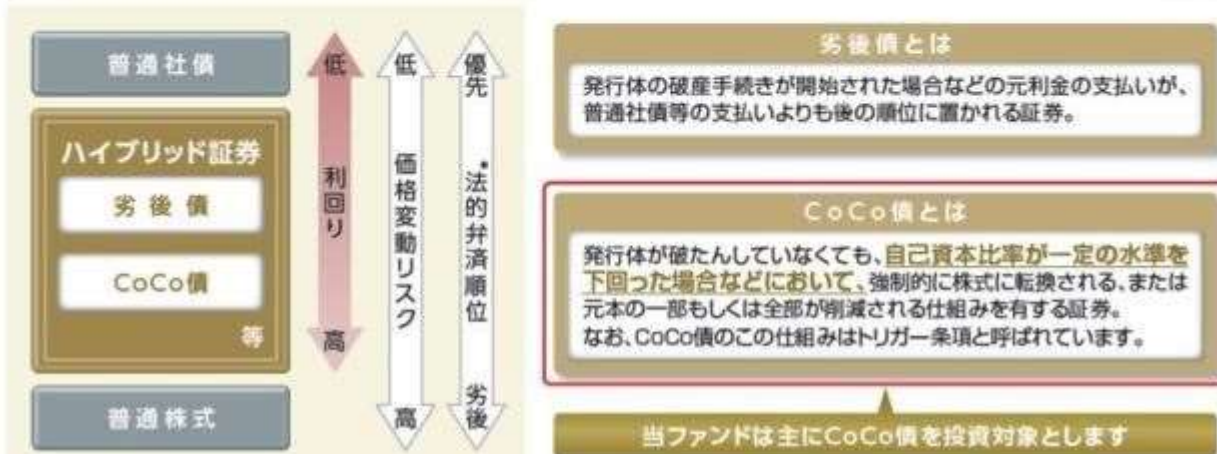 普通社債
ハイブリッド証券
劣後債
CoCo債
等
普通株式
低
利回り
高
低
価格変動リスク
高
優先
*法的弁済順位
劣後
劣後債とは
発行体の破産手続きが開始された場合などの元利金の支払いが、
普通社債等の支払いよりも後の順位に置かれる証券。
CoCo債とは
発行体が破たんしていなくても、自己資本比率が一定の水準を
下回った場合などにおいて、強制的に株式に転換される、または
元本の一部もしくは全部が削減される仕組みを有する証券。
なお、CoCo債のこの仕組みはトリガー条項と呼ばれています。
当ファンドは主にCoCo債を投資対象とします